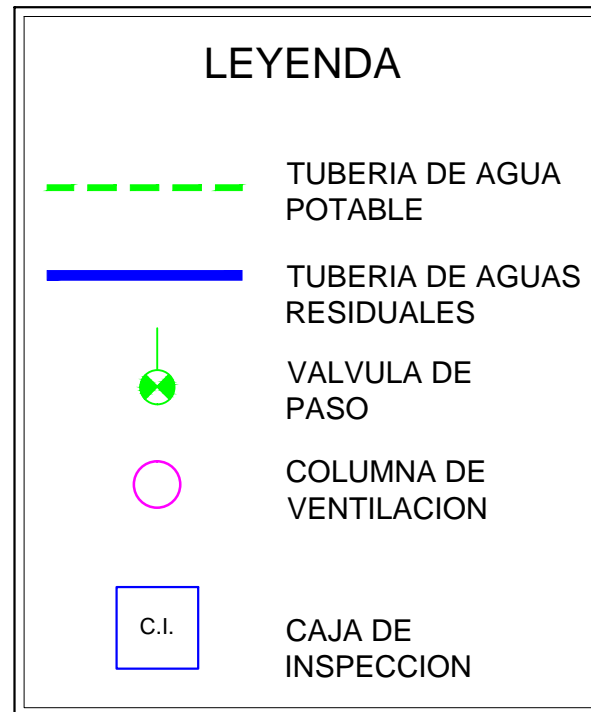 LEYENDA
TUBERIA DE AGUA
POTABLE
TUBERIA DE AGUAS
RESIDUALES
VALVULA DE
PASO
COLUMNA DE
VENTILACION
C.I.
CAJA DE
INSPECCION